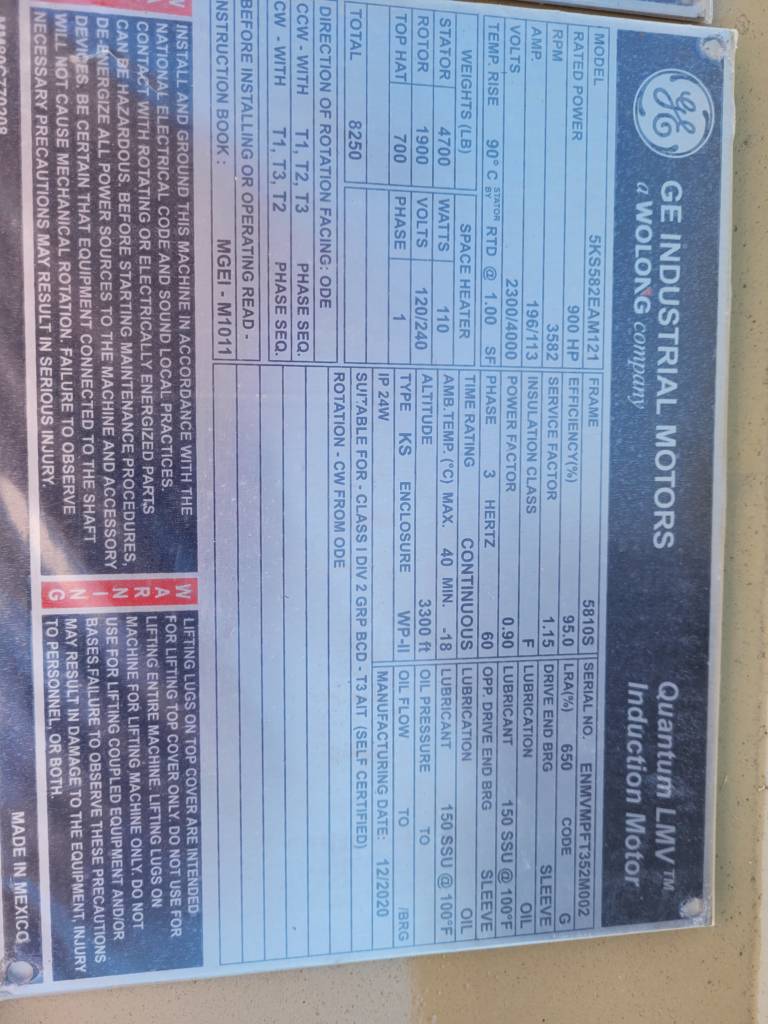 GE
GE INDUSTRIAL MOTORS
a WOLONG company
Quantum LMV™
Induction Motor
MODEL 5KS582EAM121 FRAME 5810S SERIAL NO. ENMVMPFT352M002
RATED POWER 900 HP EFFICIENCY(%) 95.0 LRA(%) 650 CODE G
RPM 3582 SERVICE FACTOR 1.15 DRIVE END BRG SLEEVE
AMP. 196/113 INSULATION CLASS F LUBRICATION OIL
VOLTS 2300/4000 POWER FACTOR 0.90 LUBRICANT 150 SSU @ 100°F
TEMP. RISE 90° C BY STATOR RTD @ 1.00 SF PHASE 3 HERTZ 60 OPP. DRIVE END BRG SLEEVE
WEIGHTS (LB) SPACE HEATER TIME RATING CONTINUOUS LUBRICATION OIL
STATOR 4700 WATTS 110 AMB.TEMP.(°C) MAX. 40 MIN. -18 LUBRICANT 150 SSU @ 100°F
ROTOR 1900 VOLTS 120/240 ALTITUDE 3300 ft OIL PRESSURE TO
TOP HAT 700 PHASE 1 TYPE KS ENCLOSURE WP-II OIL FLOW TO /BRG
IP 24W MANUFACTURING DATE: 12/2020
TOTAL 8250 SUITABLE FOR - CLASS I DIV 2 GRP BCD - T3 AIT (SELF CERTIFIED)
ROTATION - CW FROM ODE
DIRECTION OF ROTATION FACING: ODE
CCW - WITH T1, T2, T3 PHASE SEQ.
CW - WITH T1, T3, T2 PHASE SEQ.
BEFORE INSTALLING OR OPERATING READ -
NSTRUCTION BOOK : MGEI - M1011
INSTALL AND GROUND THIS MACHINE IN ACCORDANCE WITH THE
NATIONAL ELECTRICAL CODE AND SOUND LOCAL PRACTICES.
CONTACT WITH ROTATING OR ELECTRICALLY ENERGIZED PARTS
CAN BE HAZARDOUS. BEFORE STARTING MAINTENANCE PROCEDURES,
DE-ENERGIZE ALL POWER SOURCES TO THE MACHINE AND ACCESSORY
DEVICES. BE CERTAIN THAT EQUIPMENT CONNECTED TO THE SHAFT
WILL NOT CAUSE MECHANICAL ROTATION. FAILURE TO OBSERVE
NECESSARY PRECAUTIONS MAY RESULT IN SERIOUS INJURY.
WARNING
LIFTING LUGS ON TOP COVER ARE INTENDED
FOR LIFTING TOP COVER ONLY. DO NOT USE FOR
LIFTING ENTIRE MACHINE. LIFTING LUGS ON
MACHINE FOR LIFTING MACHINE ONLY. DO NOT
USE FOR LIFTING COUPLED EQUIPMENT AND/OR
BASES.FAILURE TO OBSERVE THESE PRECAUTIONS
MAY RESULT IN DAMAGE TO THE EQUIPMENT, INJURY
TO PERSONNEL, OR BOTH.
MADE IN MEXICO